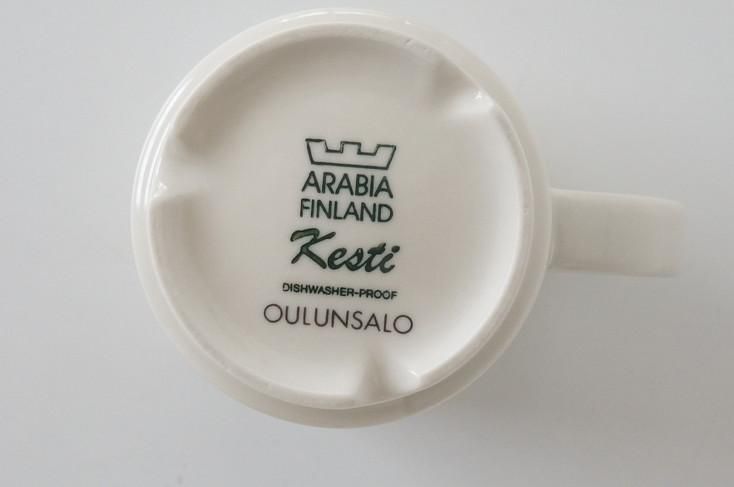 ARABIA
FINLAND
Kesti
DISHWASHER-PROOF
OULUNSALO